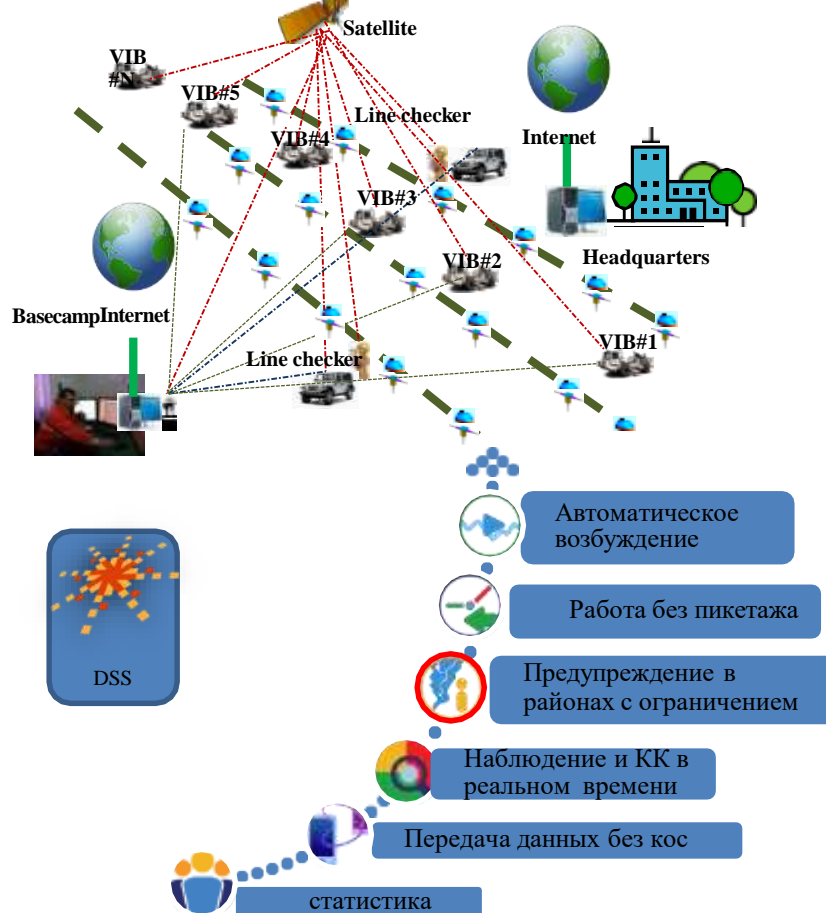 Satellite
VIB
#N
VIB#5
Line checker
VIB#4
Internet
VIB#3
VIB#2
Headquarters
BasecampInternet
VIB#1
Line checker
Автоматическое
возбуждение
Работа без пикетажа
Предупреждение в
районах с ограничением
DSS
Наблюдение и КК в
реальном времени
Передача данных без кос
статистика